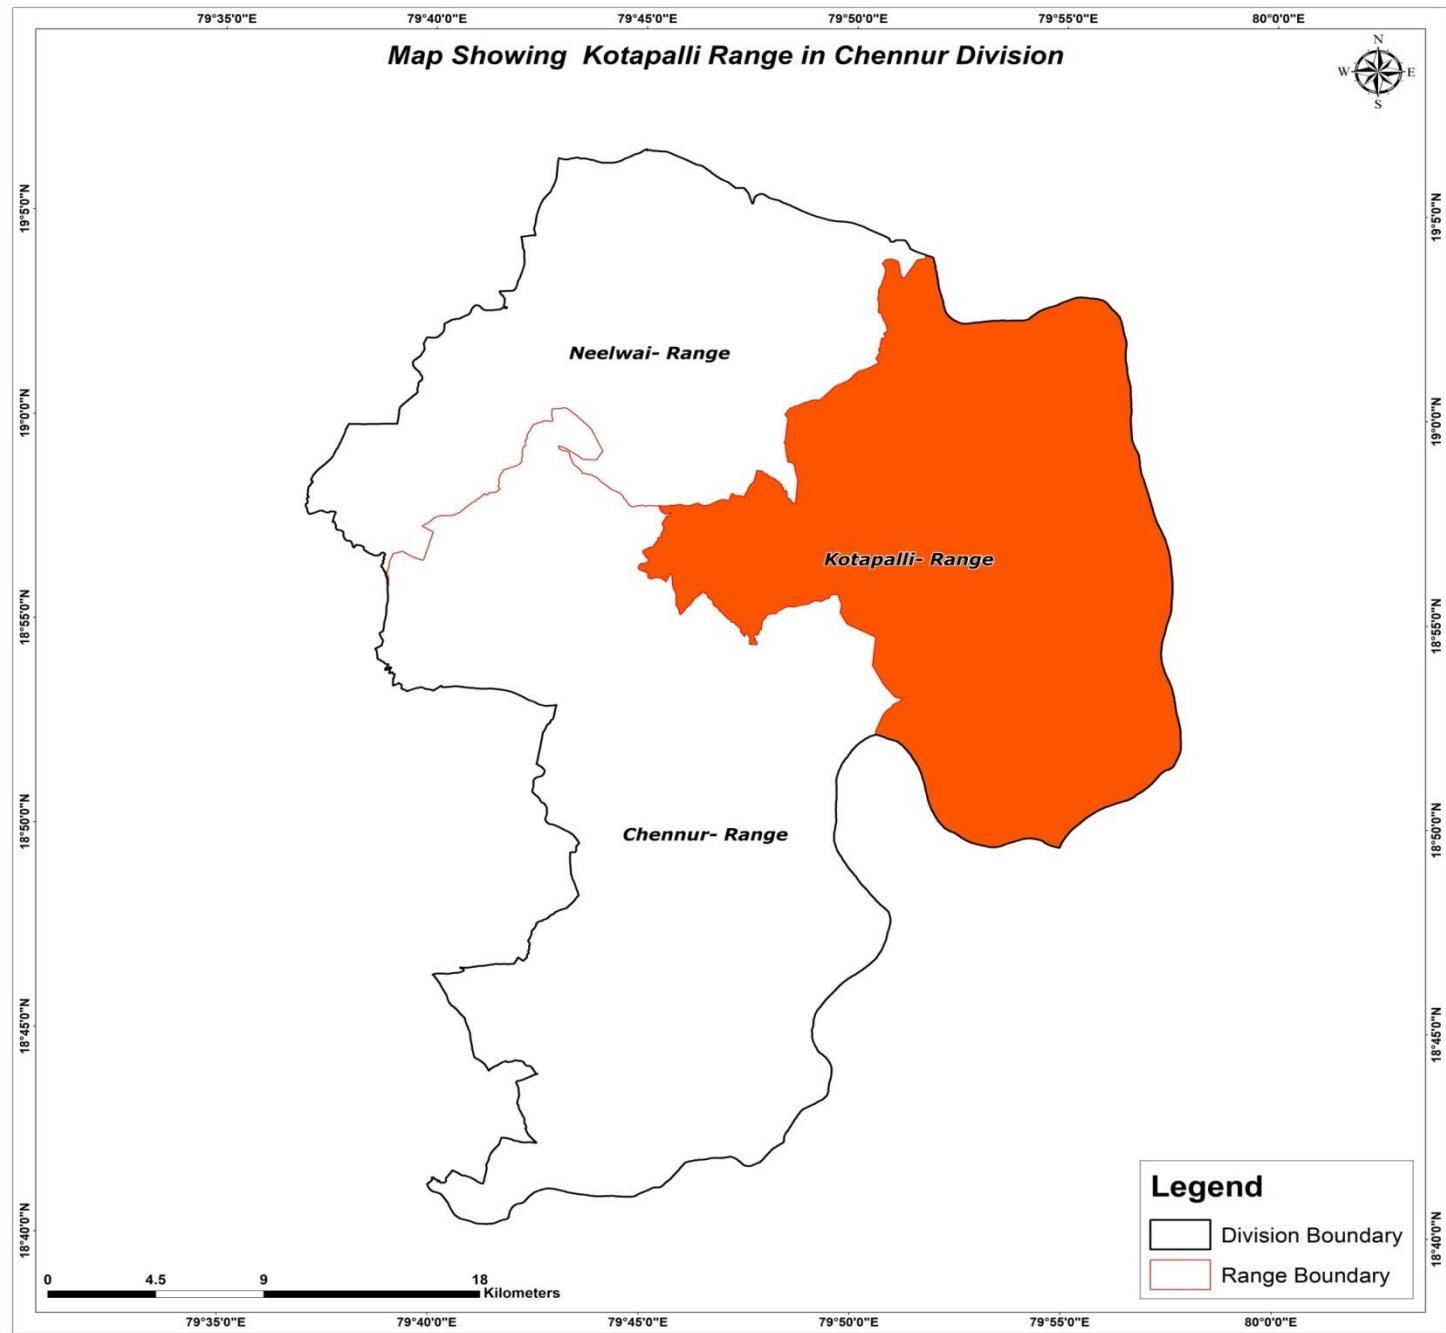 79°35'0"E 79°40'0"E 79°45'0"E 79°50'0"E 79°55'0"E 80°0'0"E
Map Showing Kotapalli Range in Chennur Division
N
W E
S
19°5'0"N 19°5'0"N
Neelwai- Range
19°0'0"N 19°0'0"N
Kotapalli- Range
18°55'0"N 18°55'0"N
18°50'0"N 18°50'0"N
Chennur- Range
18°45'0"N 18°45'0"N
Legend
18°40'0"N 18°40'0"N
Division Boundary
Range Boundary
0 4.5 9 18
Kilometers
79°35'0"E 79°40'0"E 79°45'0"E 79°50'0"E 79°55'0"E 80°0'0"E